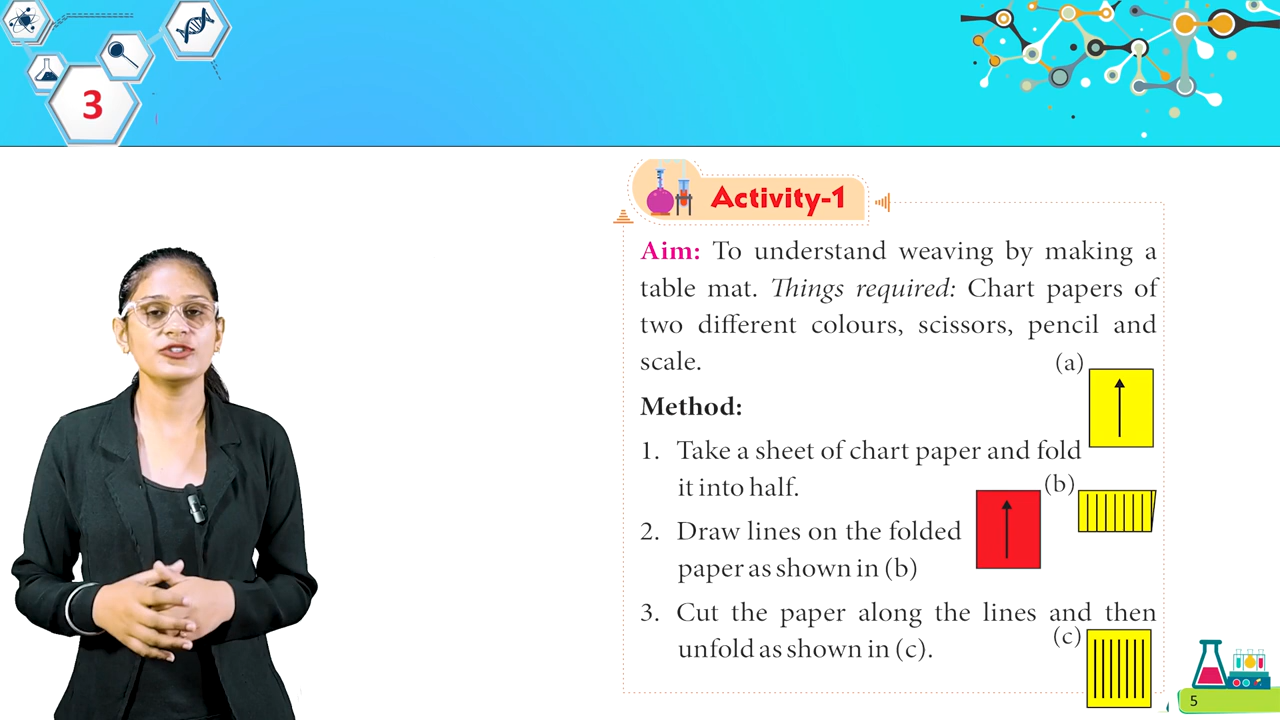 3
Activity-1
Aim: To understand weaving by making a
table mat. Things required: Chart papers of
two different colours, scissors, pencil and
scale.
(a)
Method:
1. Take a sheet of chart paper and fold
it into half.
(b)
2. Draw lines on the folded
paper as shown in (b)
3. Cut the paper along the lines and then
unfold as shown in (c).
(c)
5